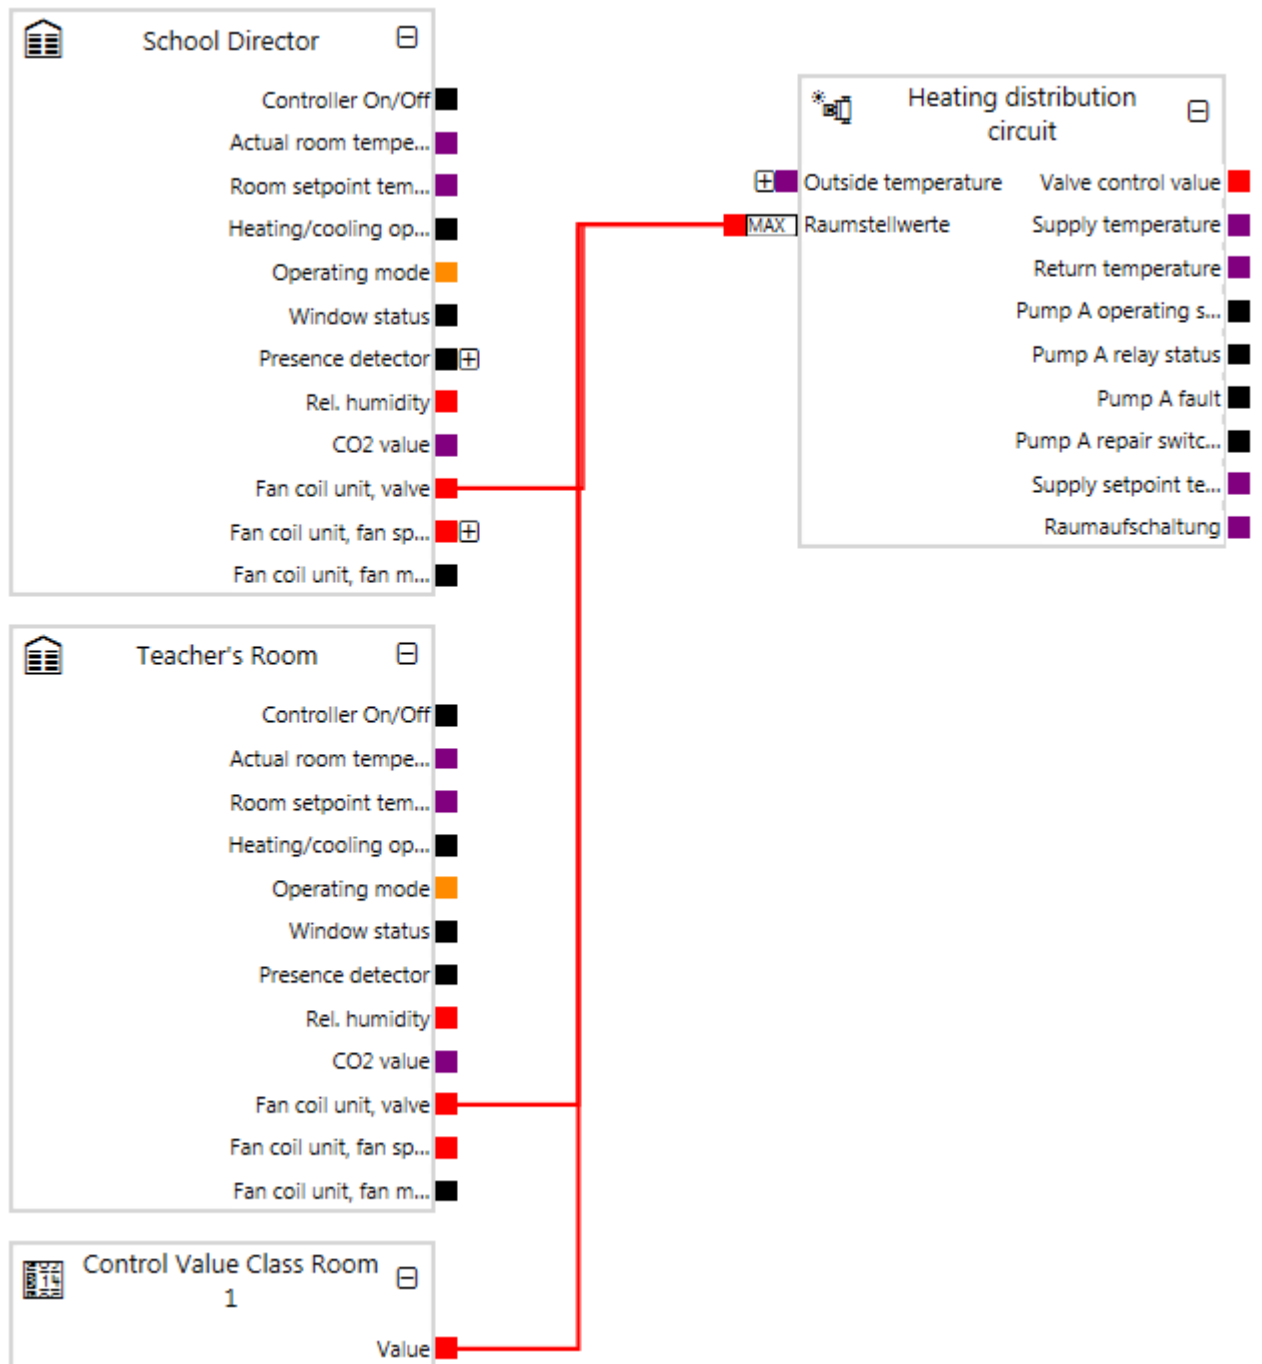 School Director
Controller On/Off
Actual room tempe...
Room setpoint tem...
Heating/cooling op...
Operating mode
Window status
Presence detector
Rel. humidity
CO2 value
Fan coil unit, valve
Fan coil unit, fan sp...
Fan coil unit, fan m...
Teacher's Room
Controller On/Off
Actual room tempe...
Room setpoint tem...
Heating/cooling op...
Operating mode
Window status
Presence detector
Rel. humidity
CO2 value
Fan coil unit, valve
Fan coil unit, fan sp...
Fan coil unit, fan m...
Control Value Class Room
1
Value
Heating distribution
circuit
Outside temperature Valve control value
MAX Raumstellwerte Supply temperature
Return temperature
Pump A operating s...
Pump A relay status
Pump A fault
Pump A repair switc...
Supply setpoint te...
Raumaufschaltung